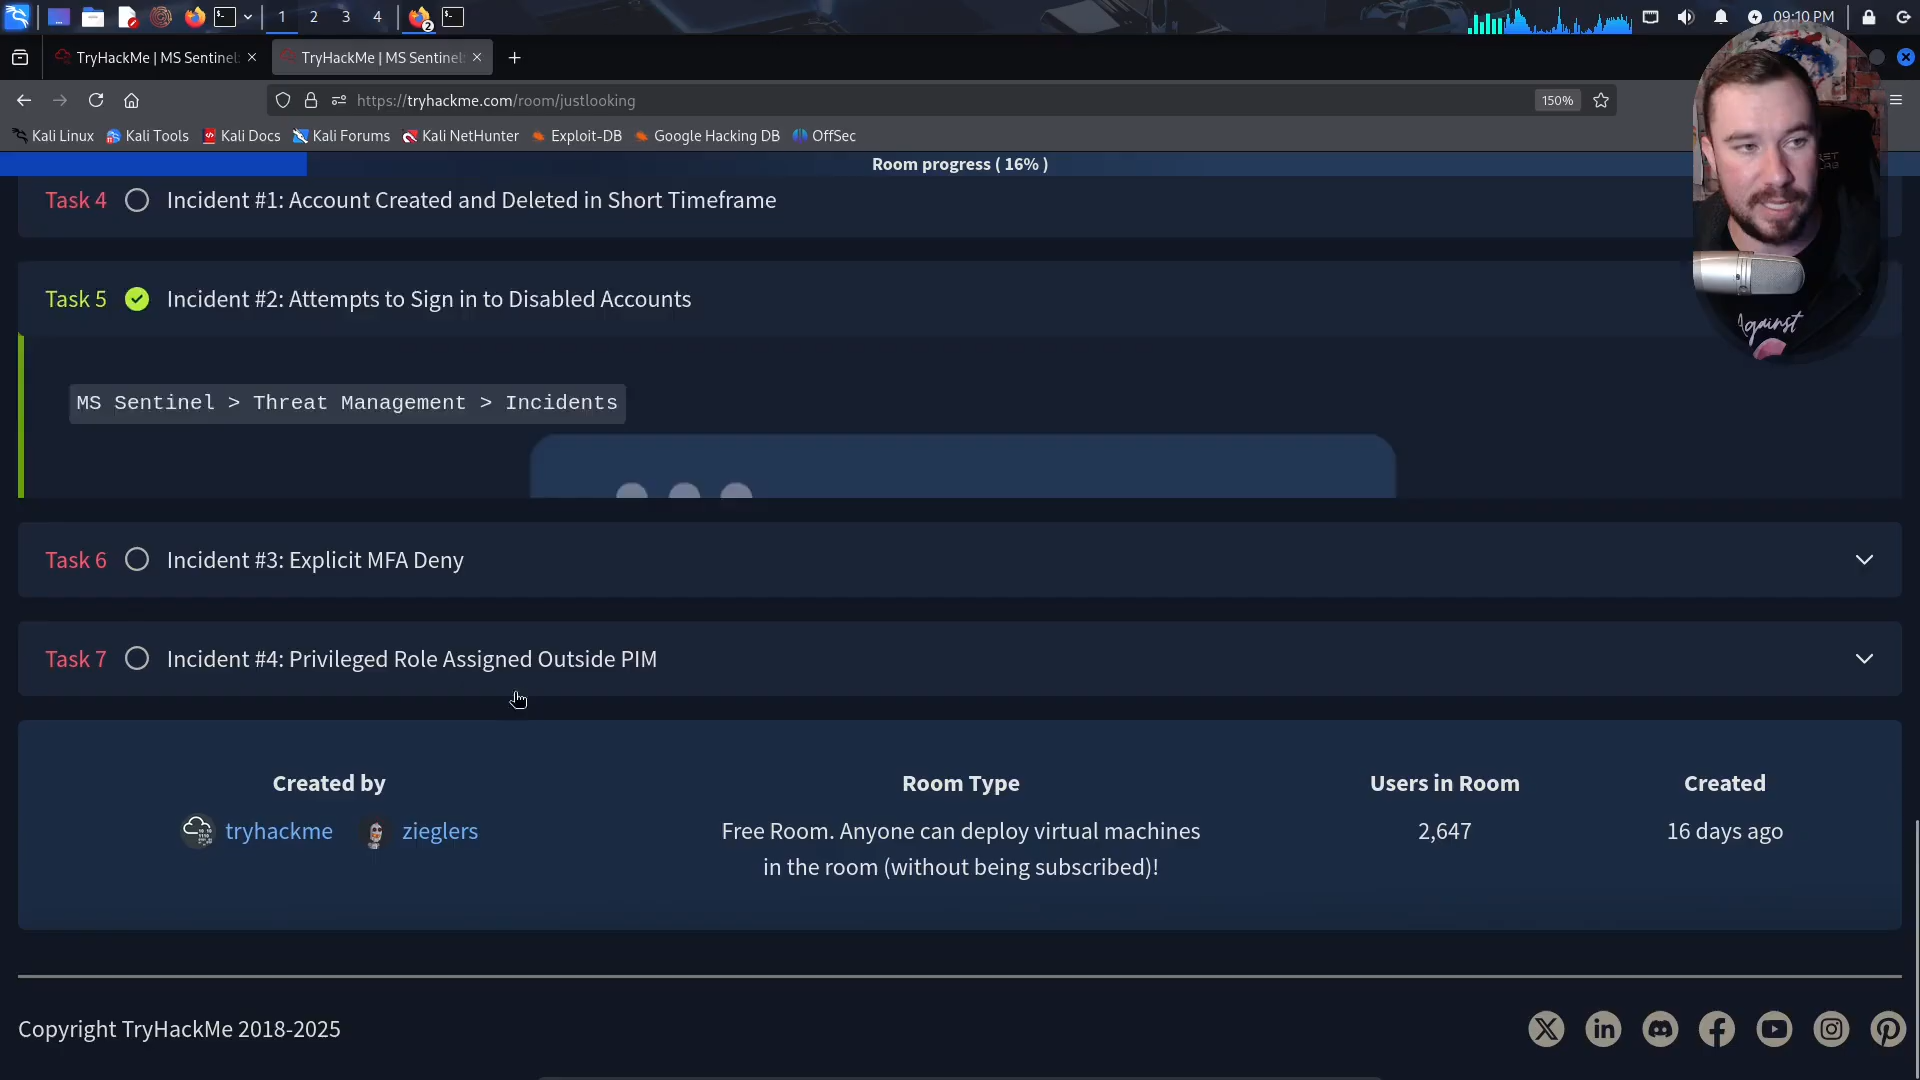 1
2
3
4
2
09:10 PM
TryHackMe | MS Sentinel:
TryHackMe | MS Sentinel:
https://tryhackme.com/room/justlooking
150%
Kali Linux
Kali Tools
Kali Docs
Kali Forums
Kali NetHunter
Exploit-DB
Google Hacking DB
OffSec
Room progress ( 16% )
Task 4
Incident #1: Account Created and Deleted in Short Timeframe
Task 5
Incident #2: Attempts to Sign in to Disabled Accounts
MS Sentinel > Threat Management > Incidents
Task 6
Incident #3: Explicit MFA Deny
Task 7
Incident #4: Privileged Role Assigned Outside PIM
Created by
tryhackme
zieglers
Room Type
Free Room. Anyone can deploy virtual machines
in the room (without being subscribed)!
Users in Room
2,647
Created
16 days ago
Copyright TryHackMe 2018-2025
Against